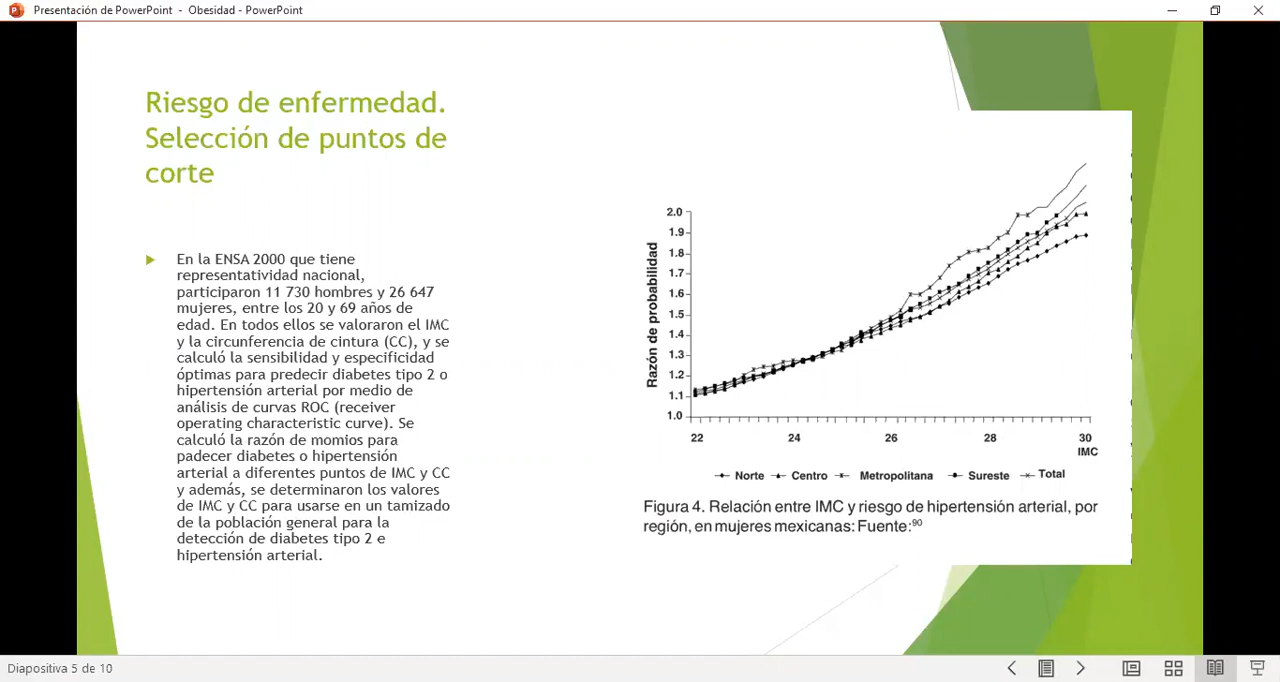 Presentación de PowerPoint - Obesidad - PowerPoint
Riesgo de enfermedad.
Selección de puntos de
corte
En la ENSA 2000 que tiene
representatividad nacional,
participaron 11 730 hombres y 26 647
mujeres, entre los 20 y 69 años de
edad. En todos ellos se valoraron el IMC
y la circunferencia de cintura (CC), y se
calculó la sensibilidad y especificidad
óptimas para predecir diabetes tipo 2 o
hipertensión arterial por medio de
análisis de curvas ROC (receiver
operating characteristic curve). Se
calculó la razón de momios para
padecer diabetes o hipertensión
arterial a diferentes puntos de IMC y CC
y además, se determinaron los valores
de IMC y CC para usarse en un tamizado
de la población general para la
detección de diabetes tipo 2 e
hipertensión arterial.
Razón de probabilidad
2.0
1.9
1.8
1.7
1.6
1.5
1.4
1.3
1.2
1.1
1.0
22 24 26 28 30
IMC
Norte Centro Metropolitana Sureste Total
Figura 4. Relación entre IMC y riesgo de hipertensión arterial, por
región, en mujeres mexicanas: Fuente:90
Diapositiva 5 de 10